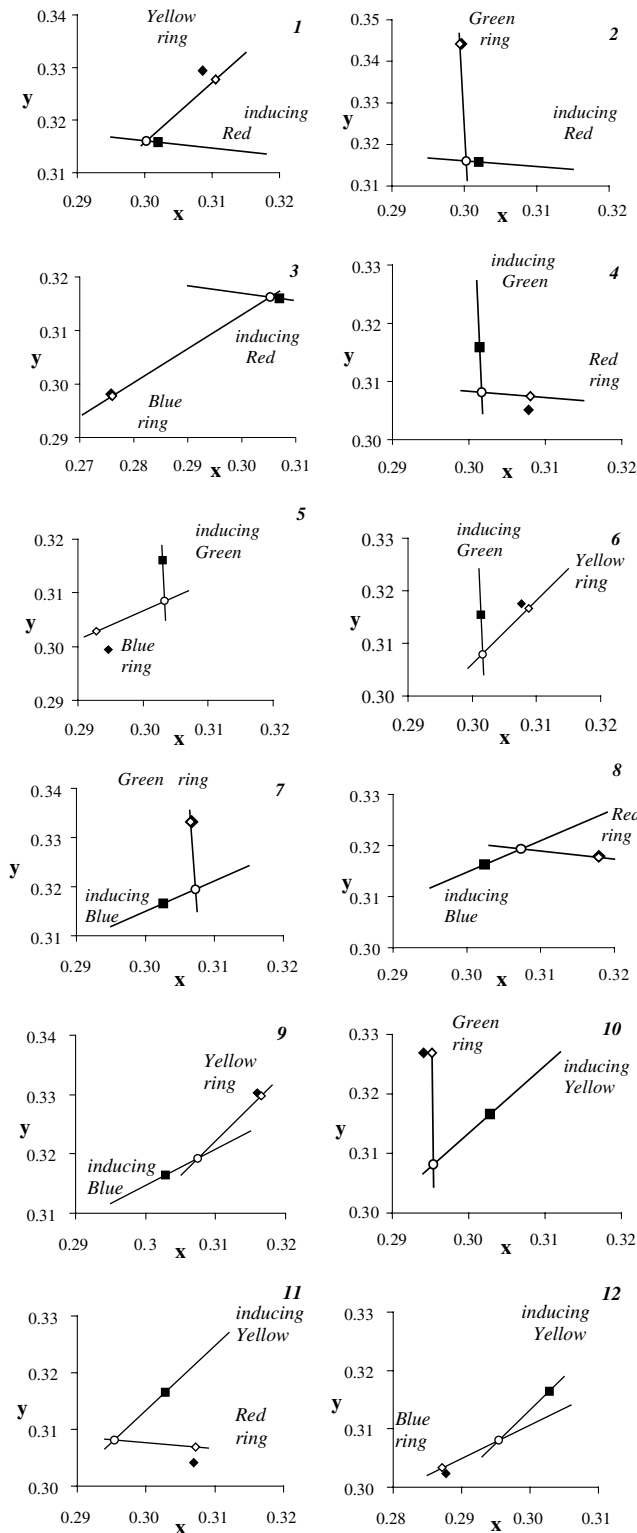 1
Yellow
ring
inducing
Red
y
0.34
0.33
0.32
0.31
0.29 0.30 0.31 0.32
x
2
Green
ring
inducing
Red
y
0.35
0.34
0.33
0.32
0.31
0.29 0.30 0.31 0.32
x
3
inducing
Red
Blue
ring
y
0.32
0.31
0.30
0.29
0.27 0.28 0.29 0.30 0.31
x
4
inducing
Green
Red
ring
y
0.33
0.32
0.31
0.30
0.29 0.30 0.31 0.32
x
5
inducing
Green
Blue
ring
y
0.32
0.31
0.30
0.29
0.29 0.30 0.31 0.32
x
6
inducing
Green
Yellow
ring
y
0.33
0.32
0.31
0.30
0.29 0.30 0.31 0.32
x
7
Green ring
inducing
Blue
y
0.34
0.33
0.32
0.31
0.29 0.30 0.31 0.32
x
8
Red
ring
inducing
Blue
y
0.33
0.32
0.31
0.30
0.29 0.30 0.31 0.32
x
9
Yellow
ring
inducing
Blue
y
0.34
0.33
0.32
0.31
0.29 0.3 0.31 0.32
x
10
Green
ring
inducing
Yellow
y
0.33
0.32
0.31
0.30
0.29 0.30 0.31 0.32
x
11
inducing
Yellow
Red
ring
y
0.33
0.32
0.31
0.30
0.29 0.30 0.31 0.32
x
12
inducing
Yellow
Blue
ring
y
0.33
0.32
0.31
0.30
0.28 0.29 0.30 0.31
x